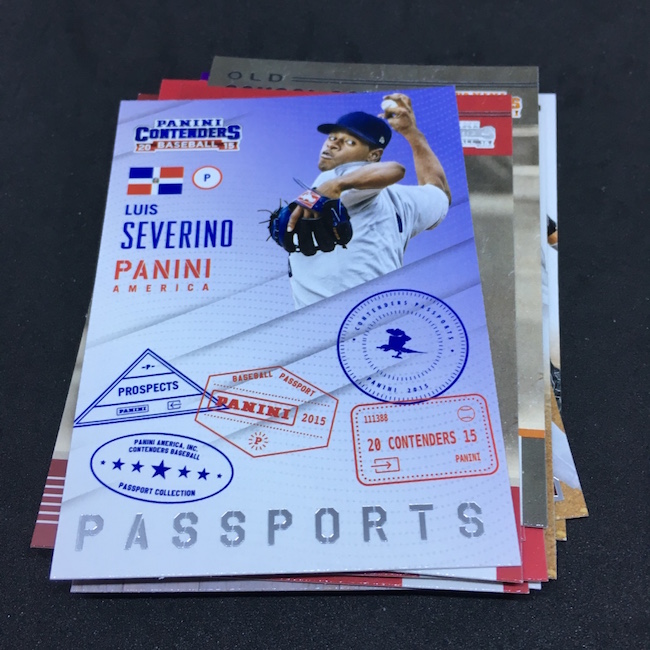 OLD
PANINI
CONTENDERS
20 BASEBALL 15
P
LUIS
SEVERINO
PANINI
AMERICA
CONTENDERS PASSPORTS
PANINI 2015
P
PROSPECTS
PANINI
BASEBALL PASSPORT
PANINI 2015
P
111388
20 CONTENDERS 15
PANINI
PANINI AMERICA, INC.
CONTENDERS BASEBALL
PASSPORT COLLECTION
PASSPORTS